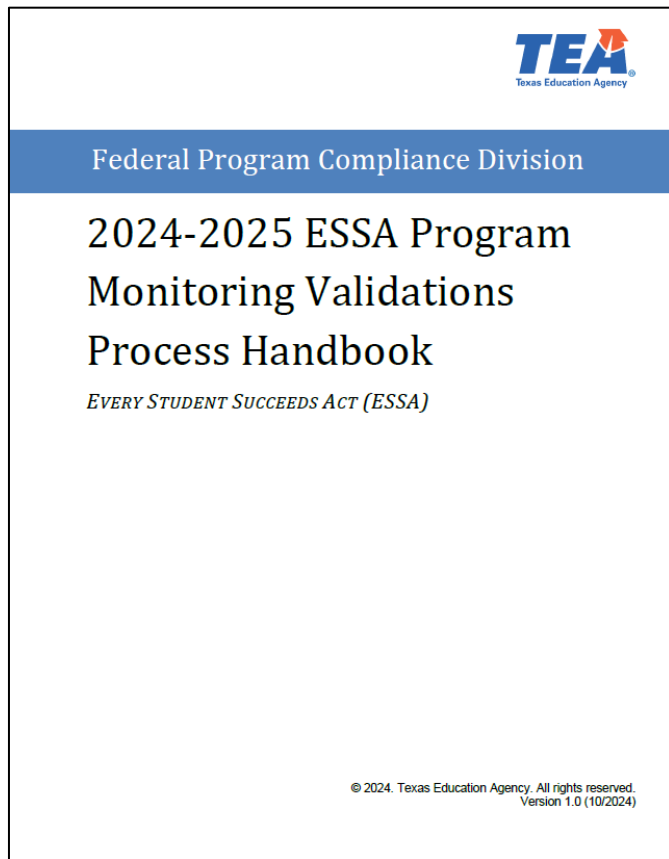 TEA®
Texas Education Agency
Federal Program Compliance Division
2024-2025 ESSA Program
Monitoring Validations
Process Handbook
EVERY STUDENT SUCCEEDS ACT (ESSA)
© 2024. Texas Education Agency. All rights reserved.
Version 1.0 (10/2024)